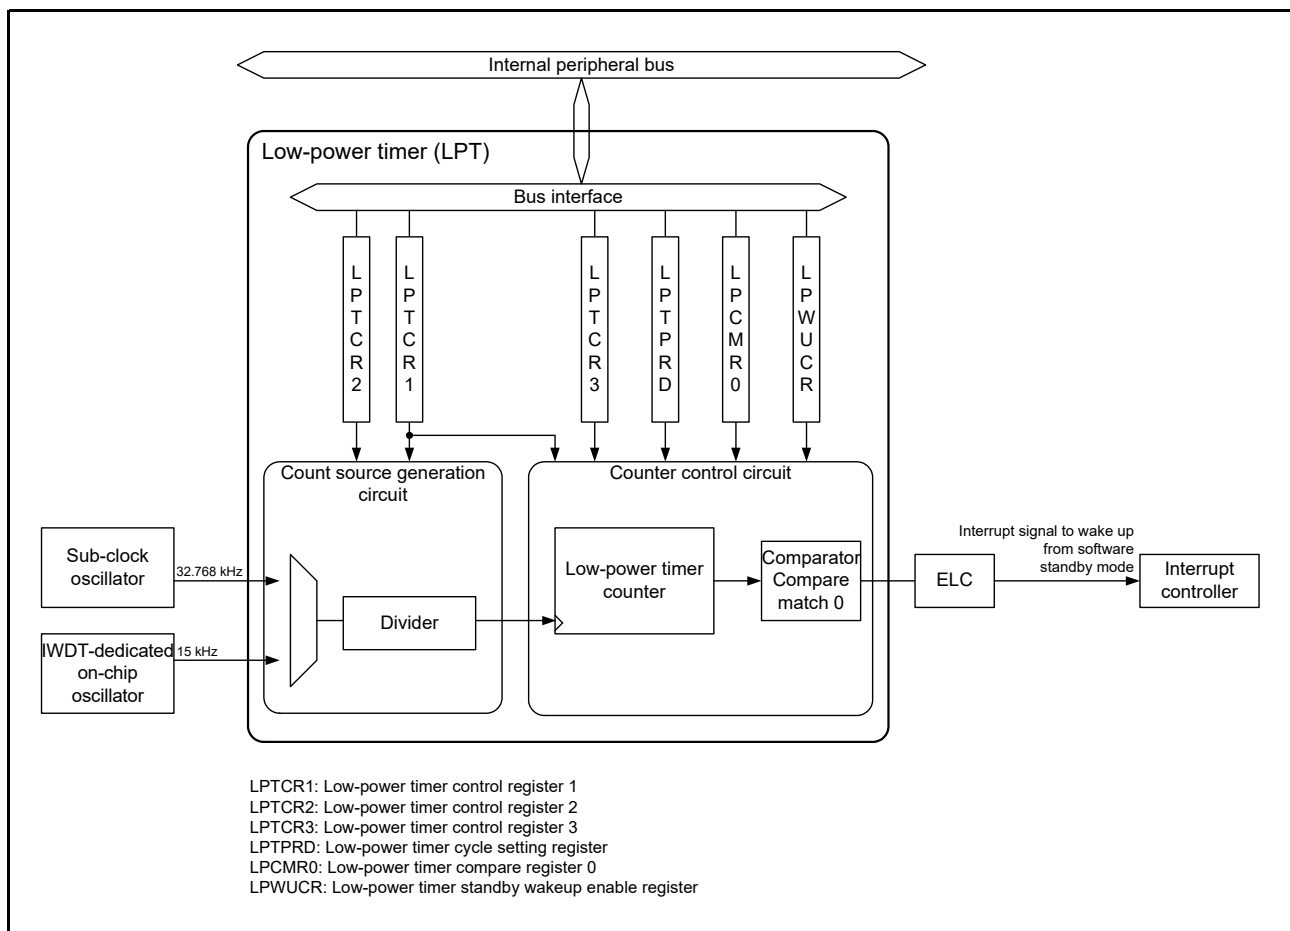 Internal peripheral bus
Low-power timer (LPT)
Bus interface
LPTCR2
LPTCR1
LPTCR3
LPTPRD
LPCMR0
LPWUCR
Count source generation
circuit
Counter control circuit
Sub-clock
oscillator
32.768 kHz
IWDT-dedicated
on-chip
oscillator
15 kHz
Divider
Low-power timer
counter
Comparator
Compare
match 0
ELC
Interrupt signal to wake up
from software
standby mode
Interrupt
controller
LPTCR1: Low-power timer control register 1
LPTCR2: Low-power timer control register 2
LPTCR3: Low-power timer control register 3
LPTPRD: Low-power timer cycle setting register
LPCMR0: Low-power timer compare register 0
LPWUCR: Low-power timer standby wakeup enable register